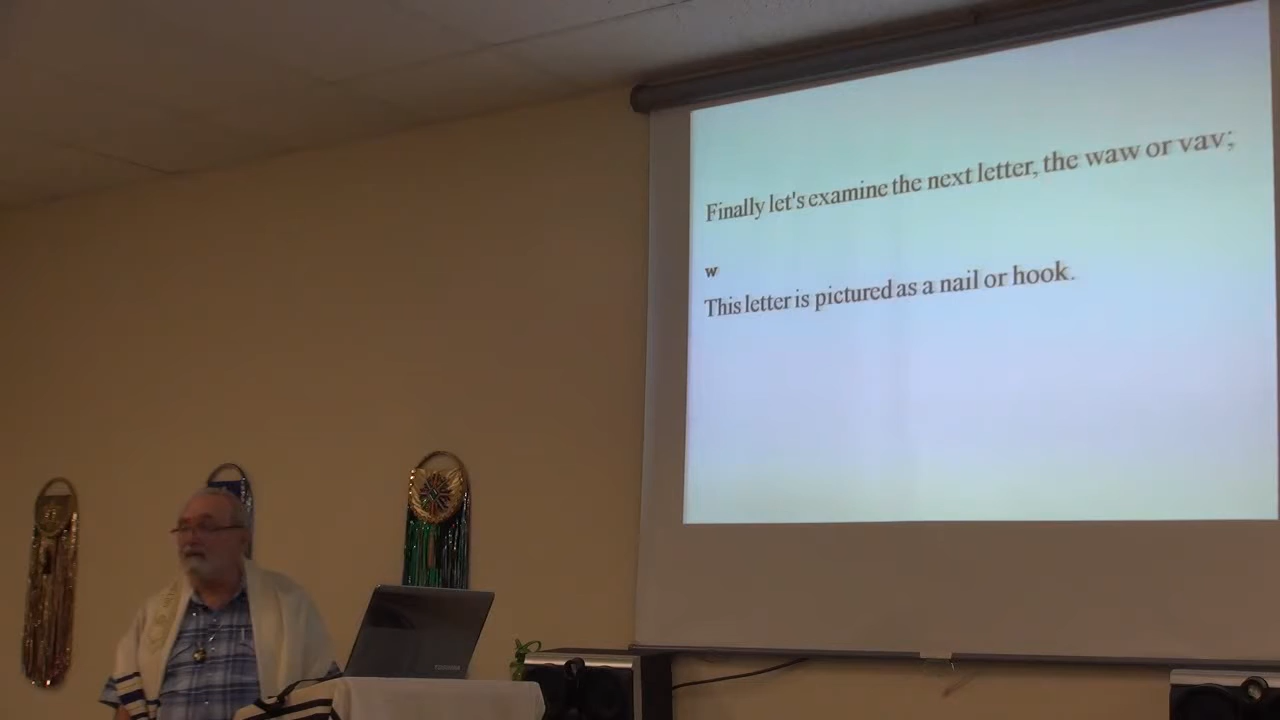 Finally let's examine the next letter, the waw or vav;
w
This letter is pictured as a nail or hook.